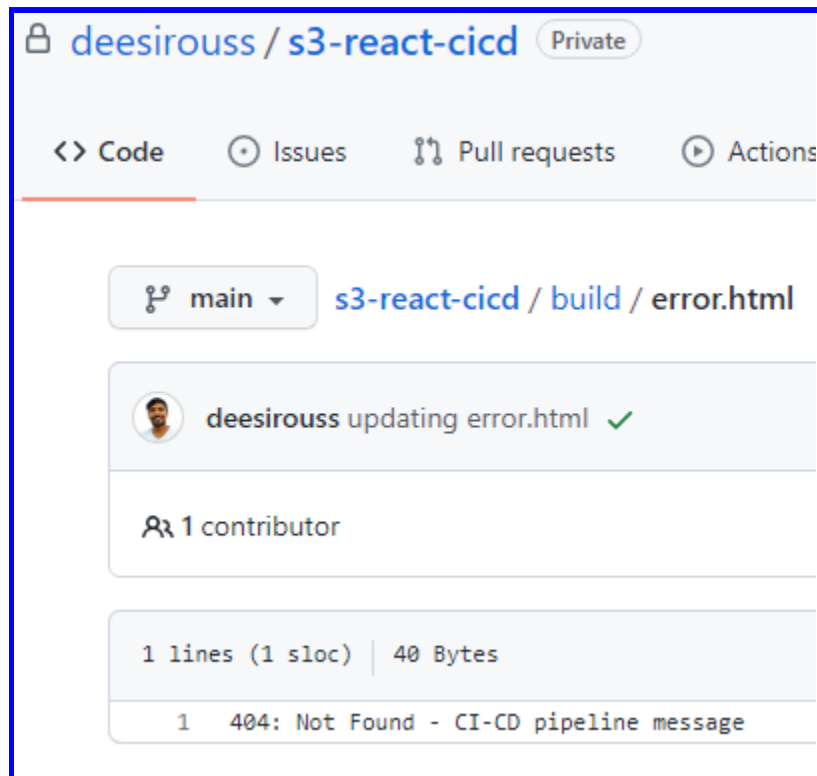 deesirouss / s3-react-cicd Private
Code Issues Pull requests Actions
main s3-react-cicd / build / error.html
deesirouss updating error.html
1 contributor
1 lines (1 sloc) 40 Bytes
1 404: Not Found - CI-CD pipeline message